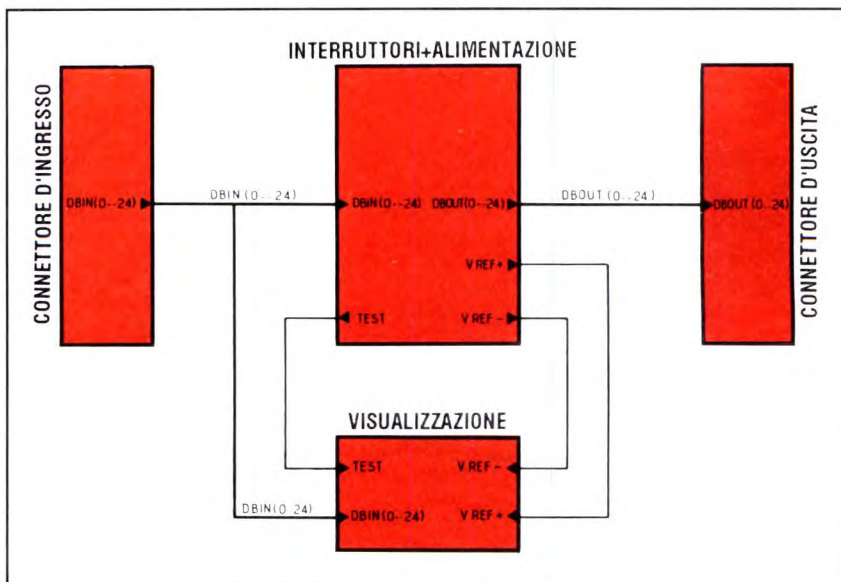 INTERRUTTORI+ALIMENTAZIONE
CONNETTORE D'INGRESSO
DBIN(0--24)
DBIN(0--24)
DBIN(0--24)
DBOUT(0--24)
DBOUT(0--24)
DBOUT(0--24)
CONNETTORE D'USCITA
V REF+
TEST
V REF-
VISUALIZZAZIONE
TEST
V REF-
DBIN(0 24)
DBIN(0--24)
V REF+